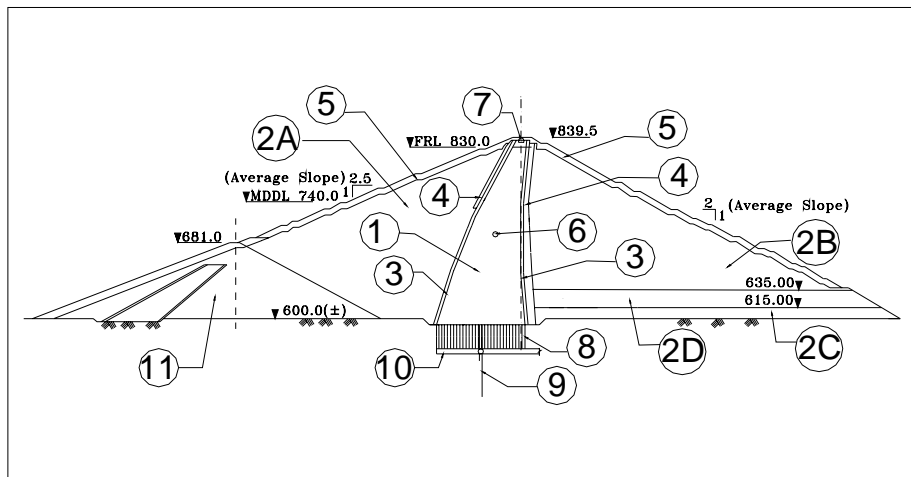 7
5
▼FRL 830.0
▼839.5
5
2A
(Average Slope) 2.5
1
▼MDDL 740.0
4
4
2
1 (Average Slope)
1
6
2B
▼681.0
3
3
635.00▼
615.00▼
▼600.0(±)
11
10
8
2D
2C
9